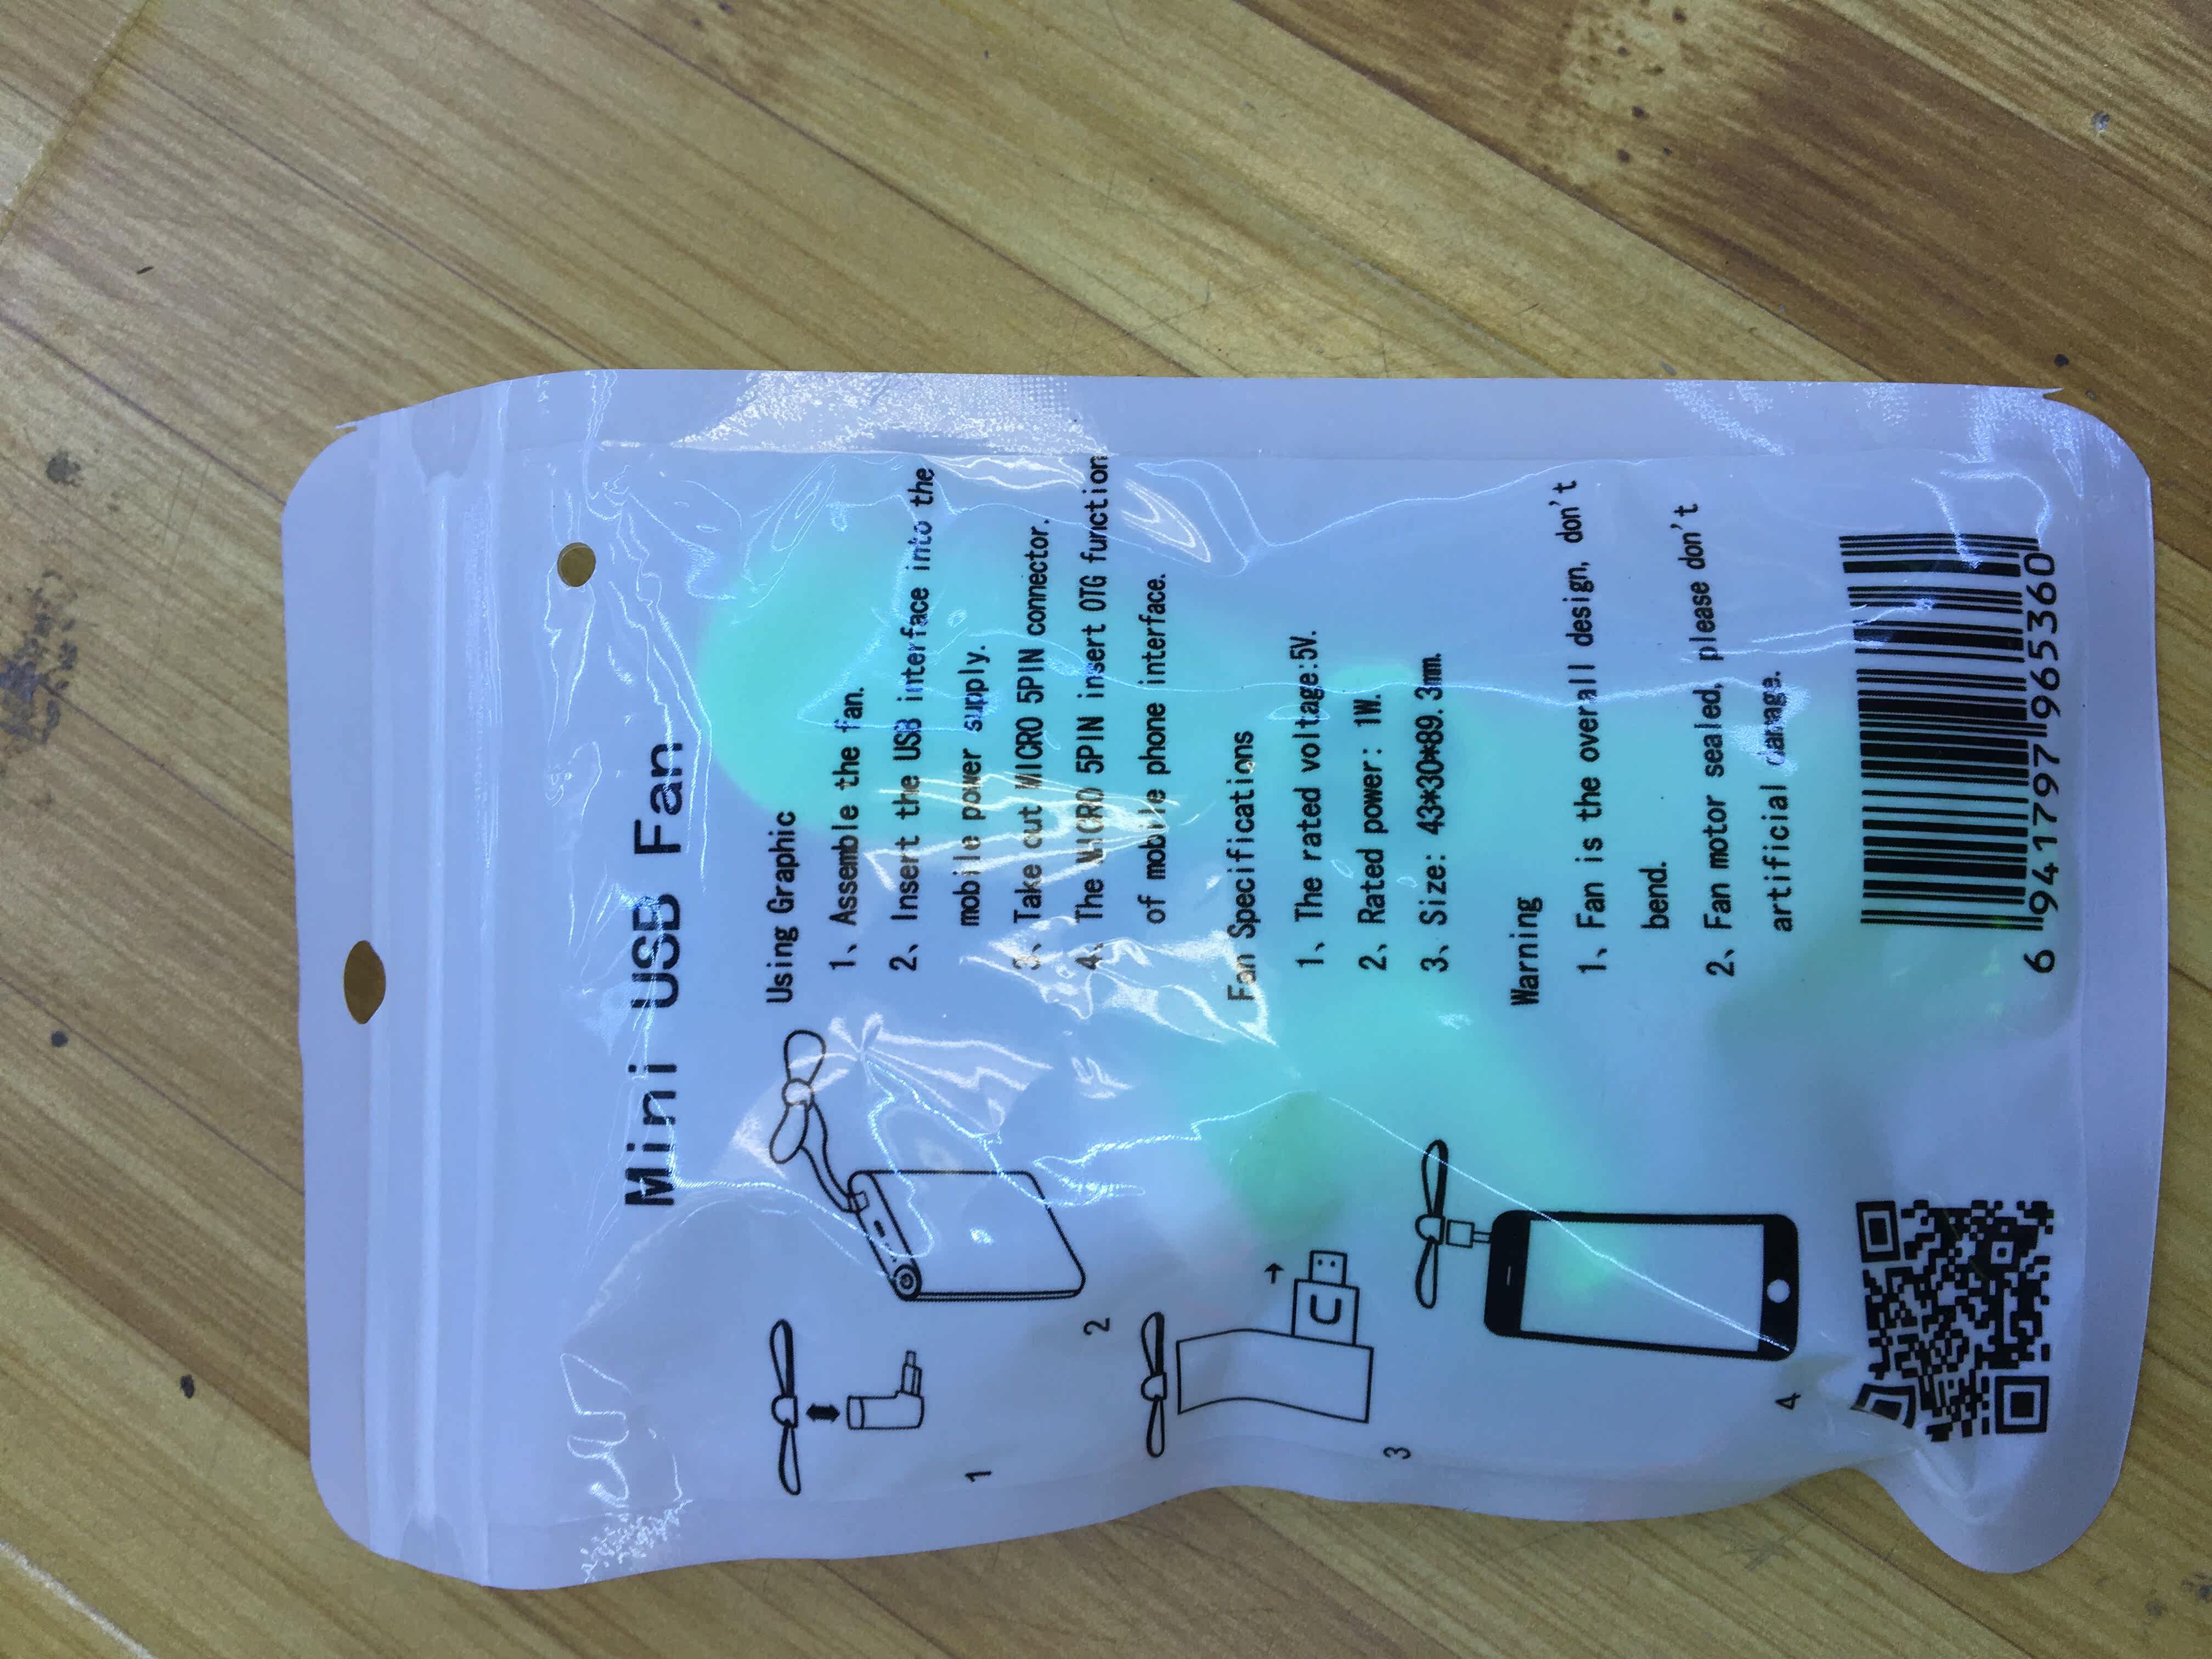 Mini USB Fan
Using Graphic
1、Assemble the fan.
2、Insert the USB interface into the
mobile power supply.
3、Take out MICRO 5PIN connector.
4、The MICRO 5PIN insert OTG function
of mobile phone interface.
Fan Specifications
1、The rated voltage:5V.
2、Rated power: 1W.
3、Size: 43*30*89.3mm.
Warning
1、Fan is the overall design, don't
bend.
2、Fan motor sealed, please don't
artificial damage.
1
2
3
4
6 941797 965360